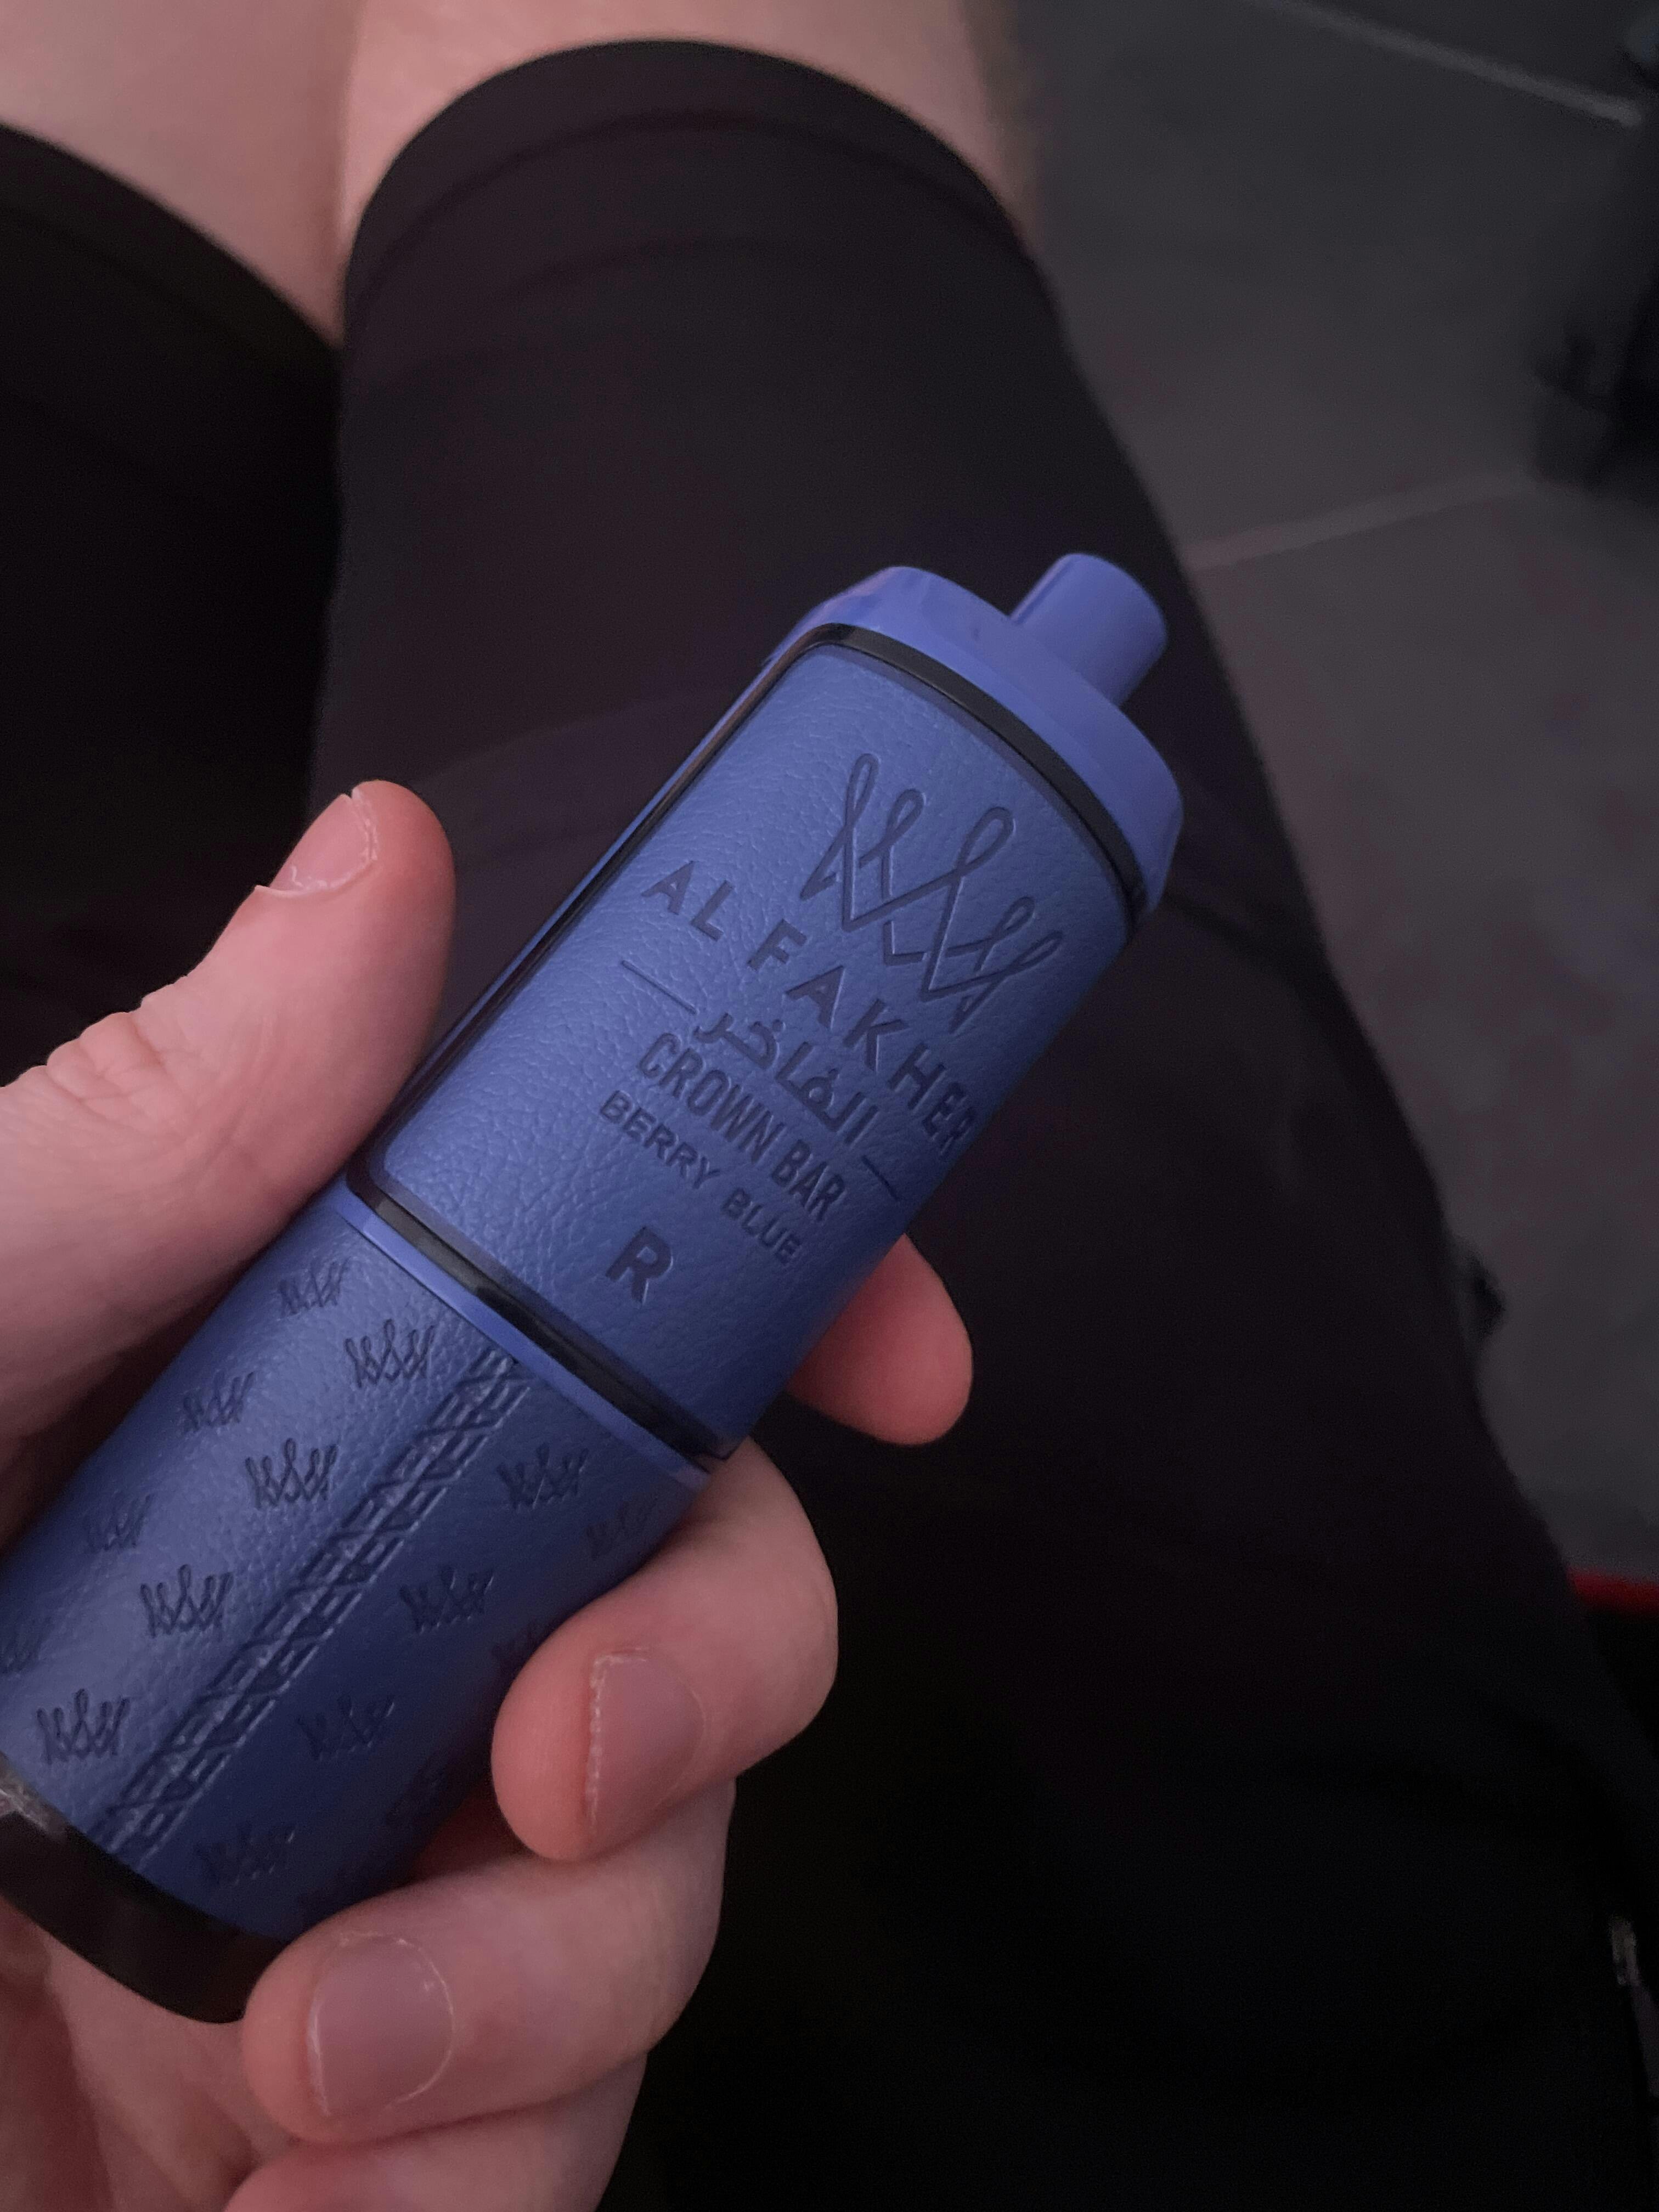 AL FAKHER
الفاخر
CROWN BAR
BERRY BLUE
R